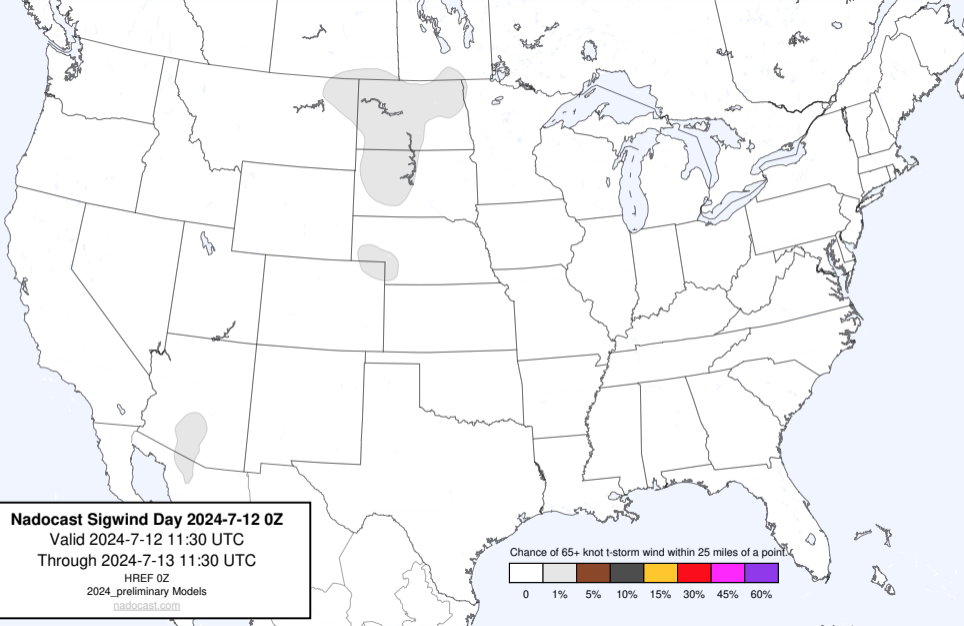 Nadocast Sigwind Day 2024-7-12 0Z
Valid 2024-7-12 11:30 UTC
Through 2024-7-13 11:30 UTC
HREF 0Z
2024_preliminary Models
nadocast.com
Chance of 65+ knot t-storm wind within 25 miles of a point.
0 1% 5% 10% 15% 30% 45% 60%